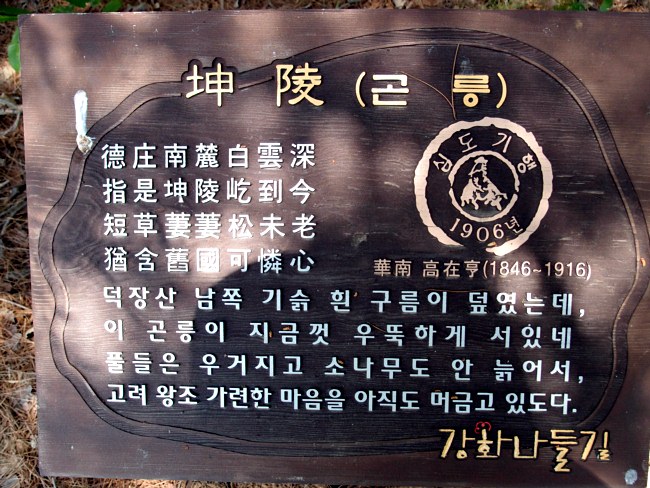 坤 陵 (곤 릉)
德庄南麓白雲深
指是坤陵屹到今
短草萋萋松未老
猶含舊國可憐心
심도기행
1906년
華南 高在亨(1846~1916)
덕장산 남쪽 기슭 흰 구름이 덮였는데,
이 곤릉이 지금껏 우뚝하게 서있네
풀들은 우거지고 소나무도 안 늙어서,
고려 왕조 가련한 마음을 아직도 머금고 있도다.
강화나들길